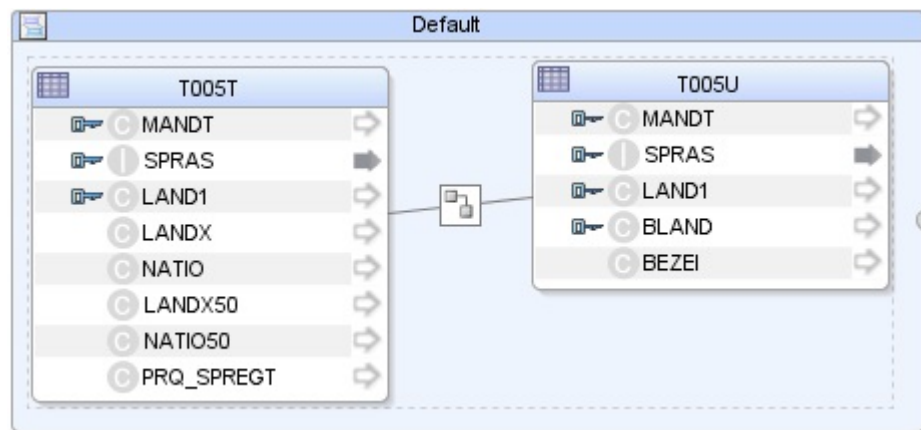 Default
T005T
MANDT
SPRAS
LAND1
LANDX
NATIO
LANDX50
NATIO50
PRQ_SPREGT
T005U
MANDT
SPRAS
LAND1
BLAND
BEZEI